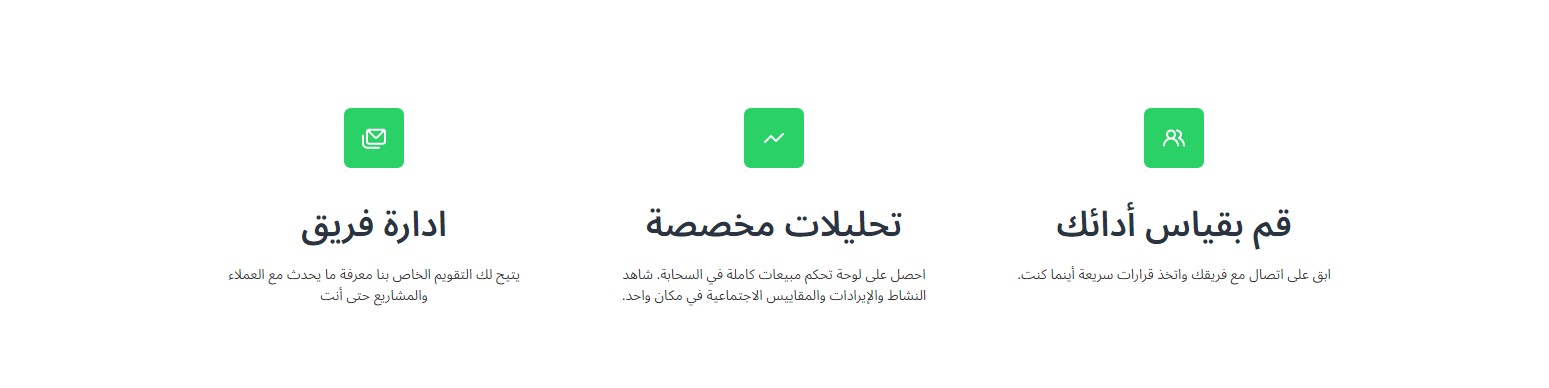 قم بقياس أدائك
ابق على اتصال مع فريقك واتخذ قرارات سريعة أينما كنت.
تحليلات مخصصة
احصل على لوحة تحكم مبيعات كاملة في السحابة. شاهد
النشاط والإيرادات والمقاييس الاجتماعية في مكان واحد.
ادارة فريق
يتيح لك التقويم الخاص بنا معرفة ما يحدث مع العملاء
والمشاريع حتى أنت